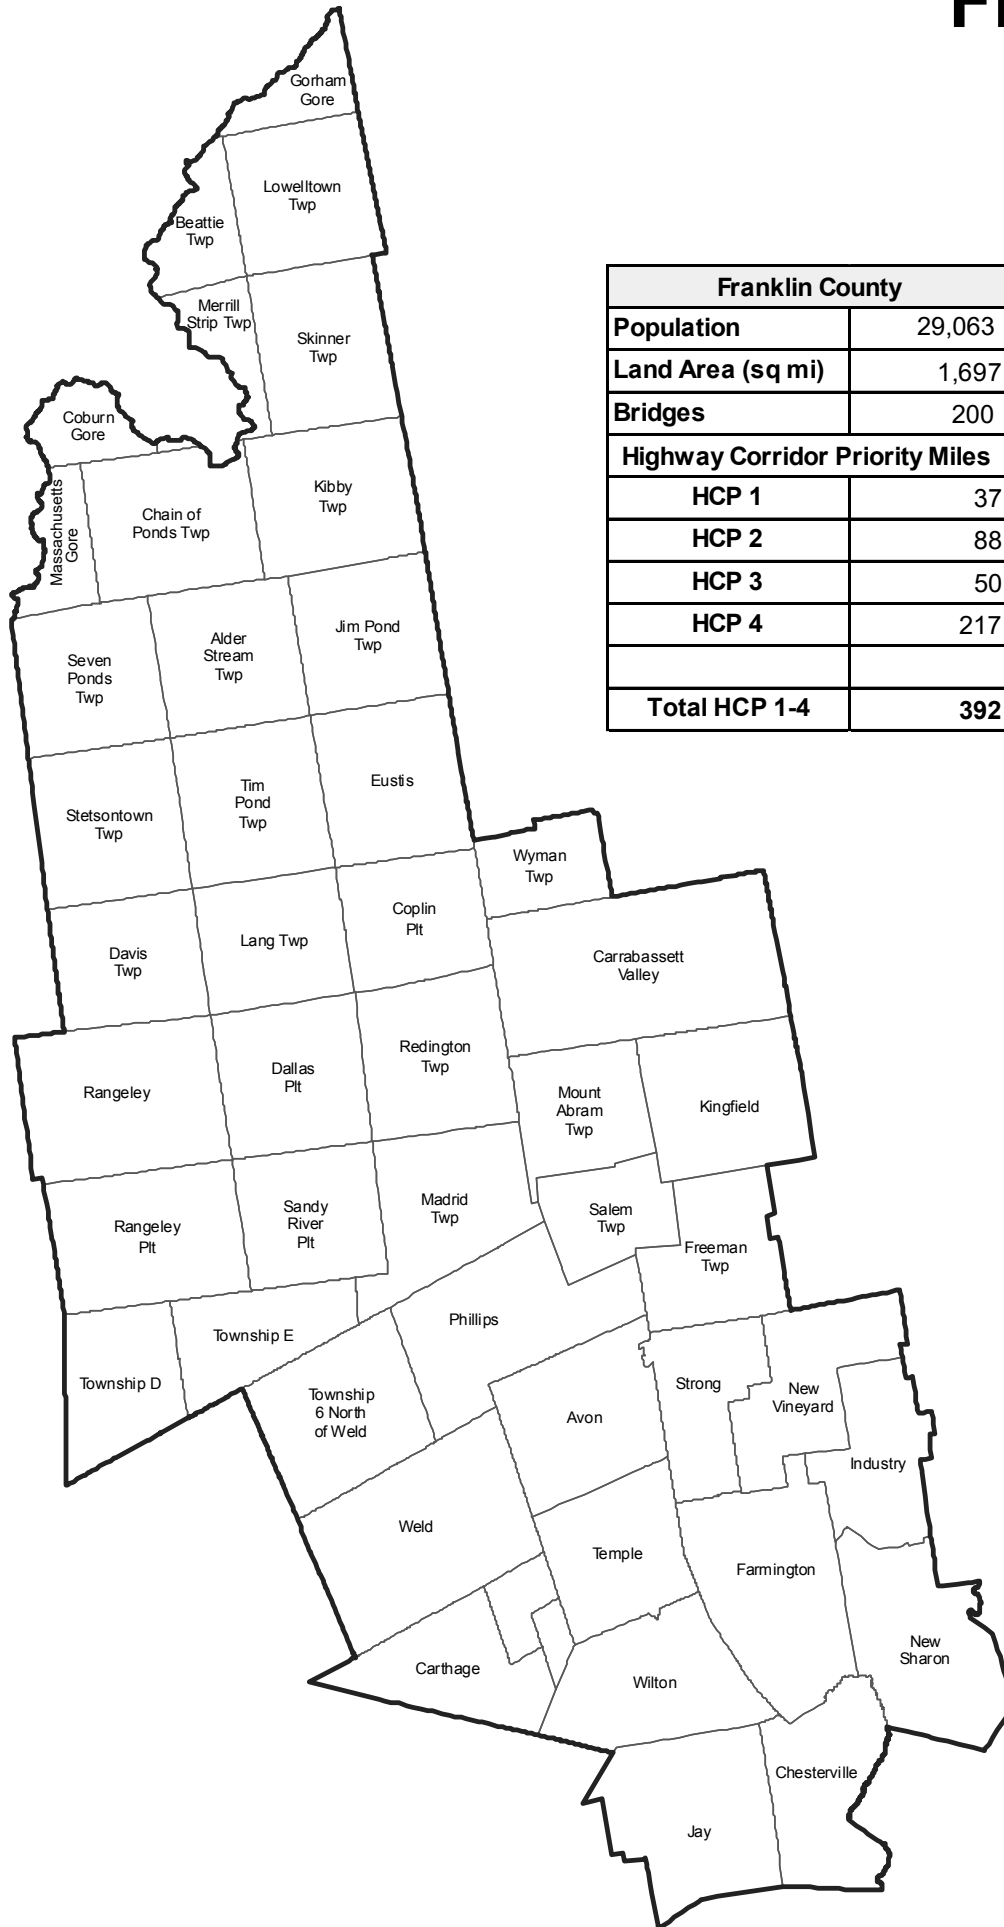 Fr
Gorham
Gore
Lowelltown
Twp
Beattie
Twp
Merrill
Strip Twp
Skinner
Twp
Coburn
Gore
Massachusetts
Gore
Chain of
Ponds Twp
Kibby
Twp
Seven
Ponds
Twp
Alder
Stream
Twp
Jim Pond
Twp
Stetsontown
Twp
Tim
Pond
Twp
Eustis
Wyman
Twp
Davis
Twp
Lang Twp
Coplin
Plt
Carrabassett
Valley
Rangeley
Dallas
Plt
Redington
Twp
Mount
Abram
Twp
Kingfield
Rangeley
Plt
Sandy
River
Plt
Madrid
Twp
Salem
Twp
Freeman
Twp
Township D
Township E
Phillips
Township
6 North
of Weld
Avon
Strong
New
Vineyard
Industry
Weld
Temple
Farmington
New
Sharon
Carthage
Wilton
Chesterville
Jay
Franklin County
Population 29,063
Land Area (sq mi) 1,697
Bridges 200
Highway Corridor Priority Miles
HCP 1 37
HCP 2 88
HCP 3 50
HCP 4 217
Total HCP 1-4 392